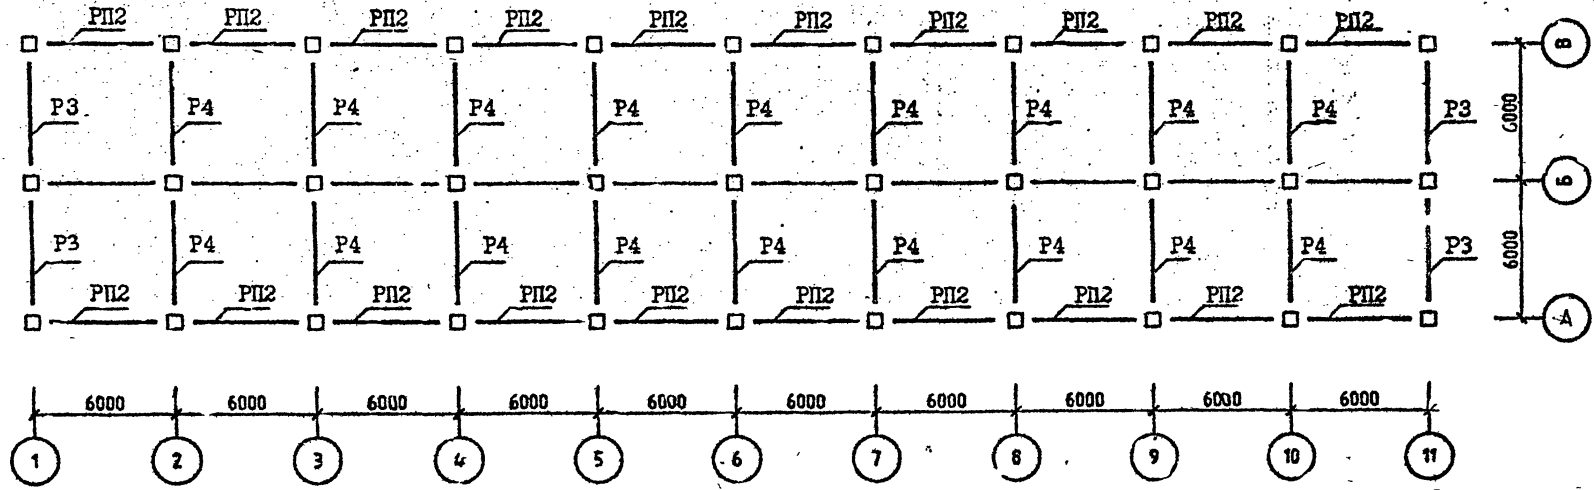 РП2 РП2 РП2 РП2 РП2 РП2 РП2 РП2 РП2 РП2
В
Р3 Р4 Р4 Р4 Р4 Р4 Р4 Р4 Р4 Р4 Р3
6000
Б
Р3 Р4 Р4 Р4 Р4 Р4 Р4 Р4 Р4 Р4 Р3
6000
РП2 РП2 РП2 РП2 РП2 РП2 РП2 РП2 РП2 РП2
А
6000 6000 6000 6000 6000 6000 6000 6000 6000 6000
1 2 3 4 5 6 7 8 9 10 11